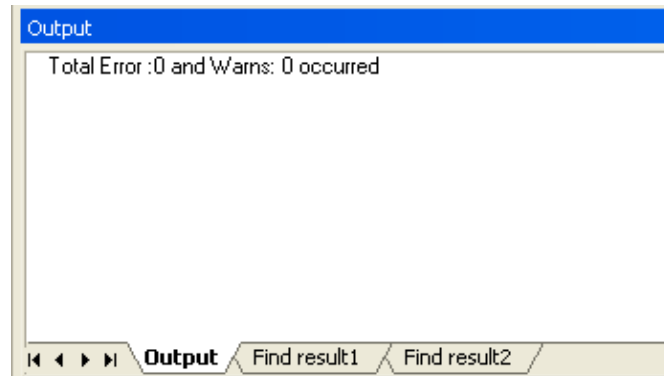 Output
Total Error :0 and Warns: 0 occurred
Output Find result1 Find result2